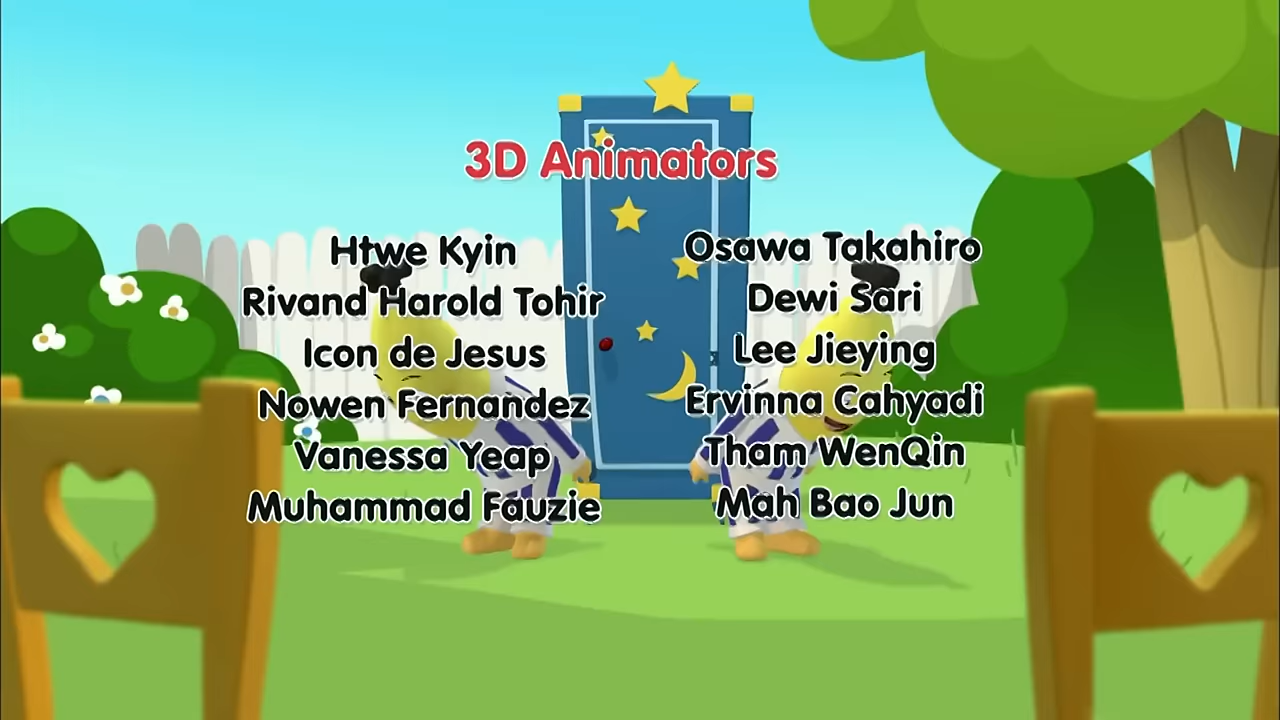 3D Animators
Htwe Kyin
Rivand Harold Tohir
Icon de Jesus
Nowen Fernandez
Vanessa Yeap
Muhammad Fauzie
Osawa Takahiro
Dewi Sari
Lee Jieying
Ervinna Cahyadi
Tham WenQin
Mah Bao Jun